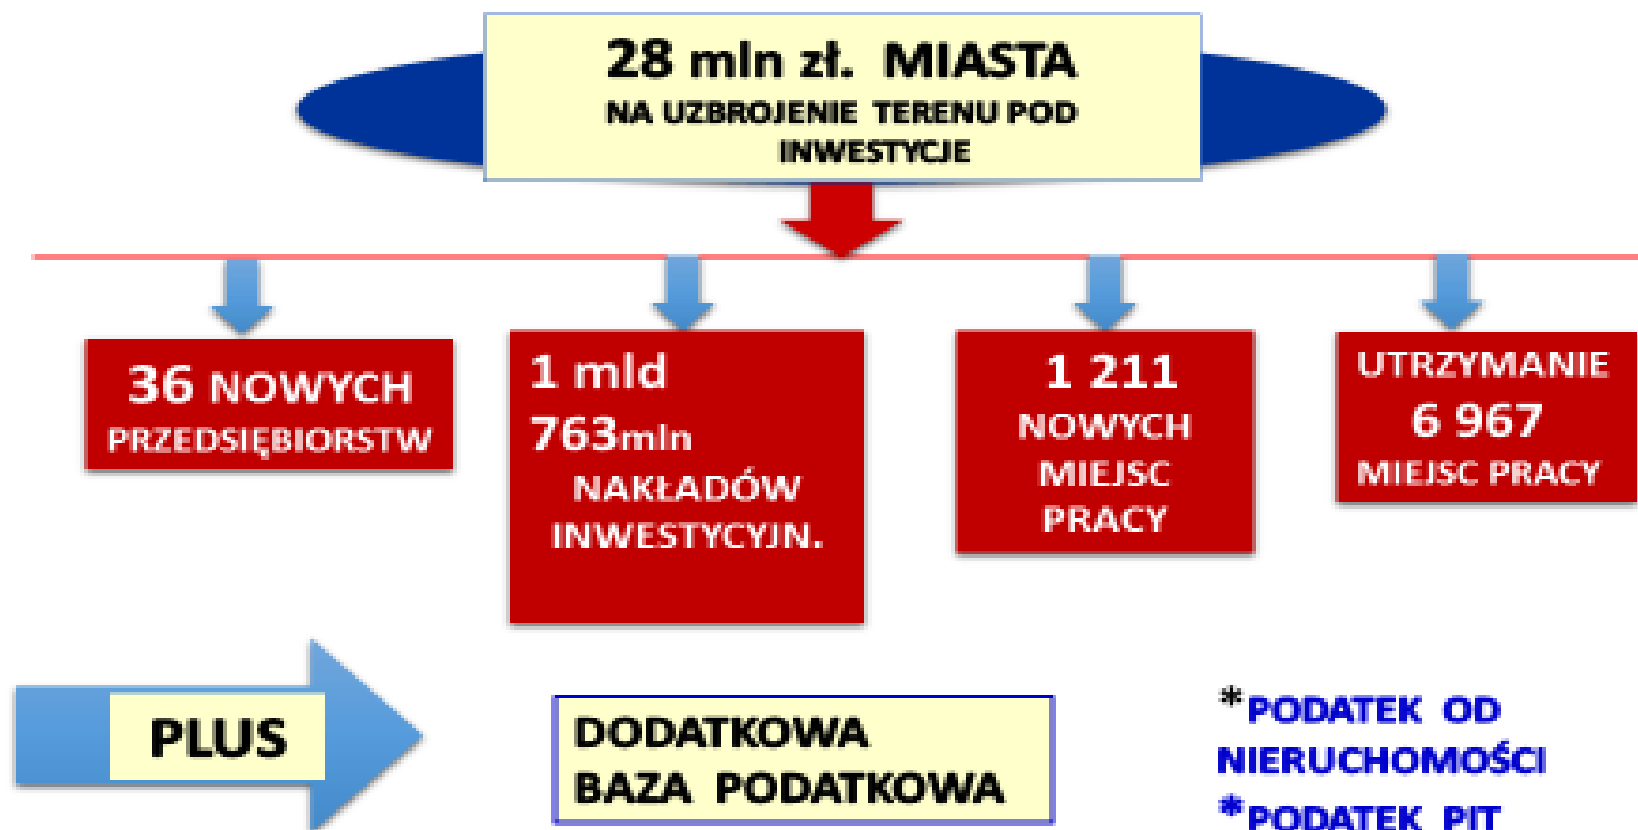 28 mln zł. MIASTA
NA UZBROJENIE TERENU POD
INWESTYCJE
36 NOWYCH
PRZEDSIĘBIORSTW
1 mld
763mln
NAKŁADÓW
INWESTYCYJN.
1 211
NOWYCH
MIEJSC
PRACY
UTRZYMANIE
6 967
MIEJSC PRACY
PLUS
DODATKOWA
BAZA PODATKOWA
*PODATEK OD
NIERUCHOMOŚCI
*PODATEK PIT